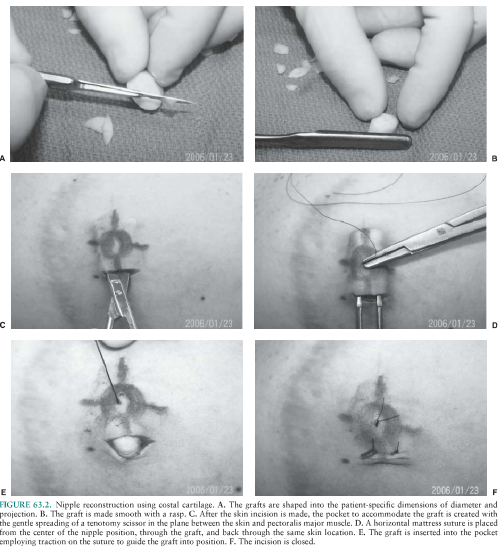 2006/01/23
A
2006/01/23
B
2006/01/23
C
2006/01/23
D
2006/01/23
E
2006/01/23
F
FIGURE 63.2. Nipple reconstruction using costal cartilage. A. The grafts are shaped into the patient-specific dimensions of diameter and
projection. B. The graft is made smooth with a rasp. C. After the skin incision is made, the pocket to accommodate the graft is created with
the gentle spreading of a tenotomy scissor in the plane between the skin and pectoralis major muscle. D. A horizontal mattress suture is placed
from the center of the nipple position, through the graft, and back through the same skin location. E. The graft is inserted into the pocket
employing traction on the suture to guide the graft into position. F. The incision is closed.